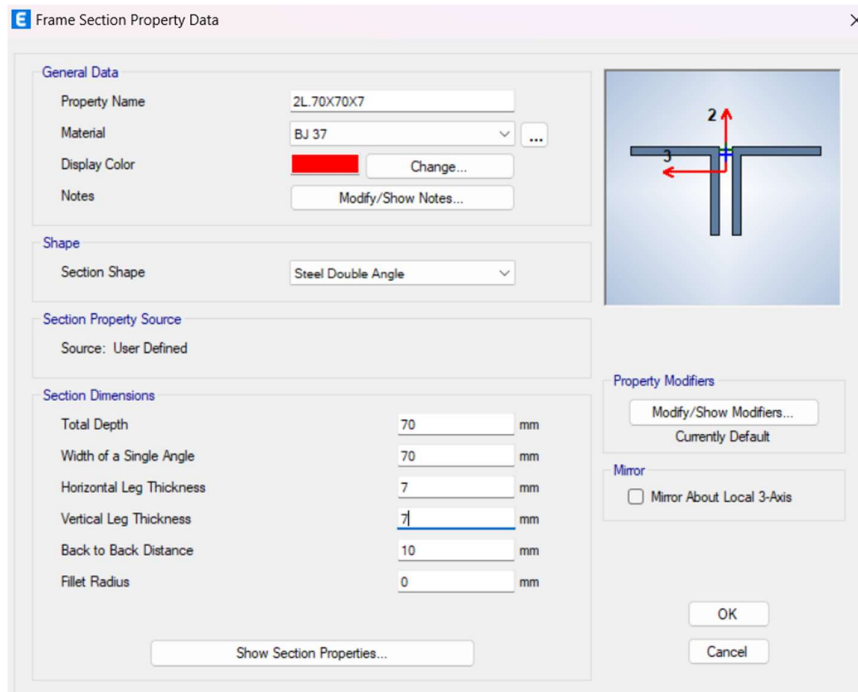 E Frame Section Property Data
General Data
Property Name 2L.70X70X7
Material BJ 37 ...
Display Color Change...
Notes Modify/Show Notes...
Shape
Section Shape Steel Double Angle
Section Property Source
Source: User Defined
Section Dimensions
Total Depth 70 mm
Width of a Single Angle 70 mm
Horizontal Leg Thickness 7 mm
Vertical Leg Thickness 7 mm
Back to Back Distance 10 mm
Fillet Radius 0 mm
Show Section Properties...
2
3
Property Modifiers
Modify/Show Modifiers...
Currently Default
Mirror
Mirror About Local 3-Axis
OK
Cancel